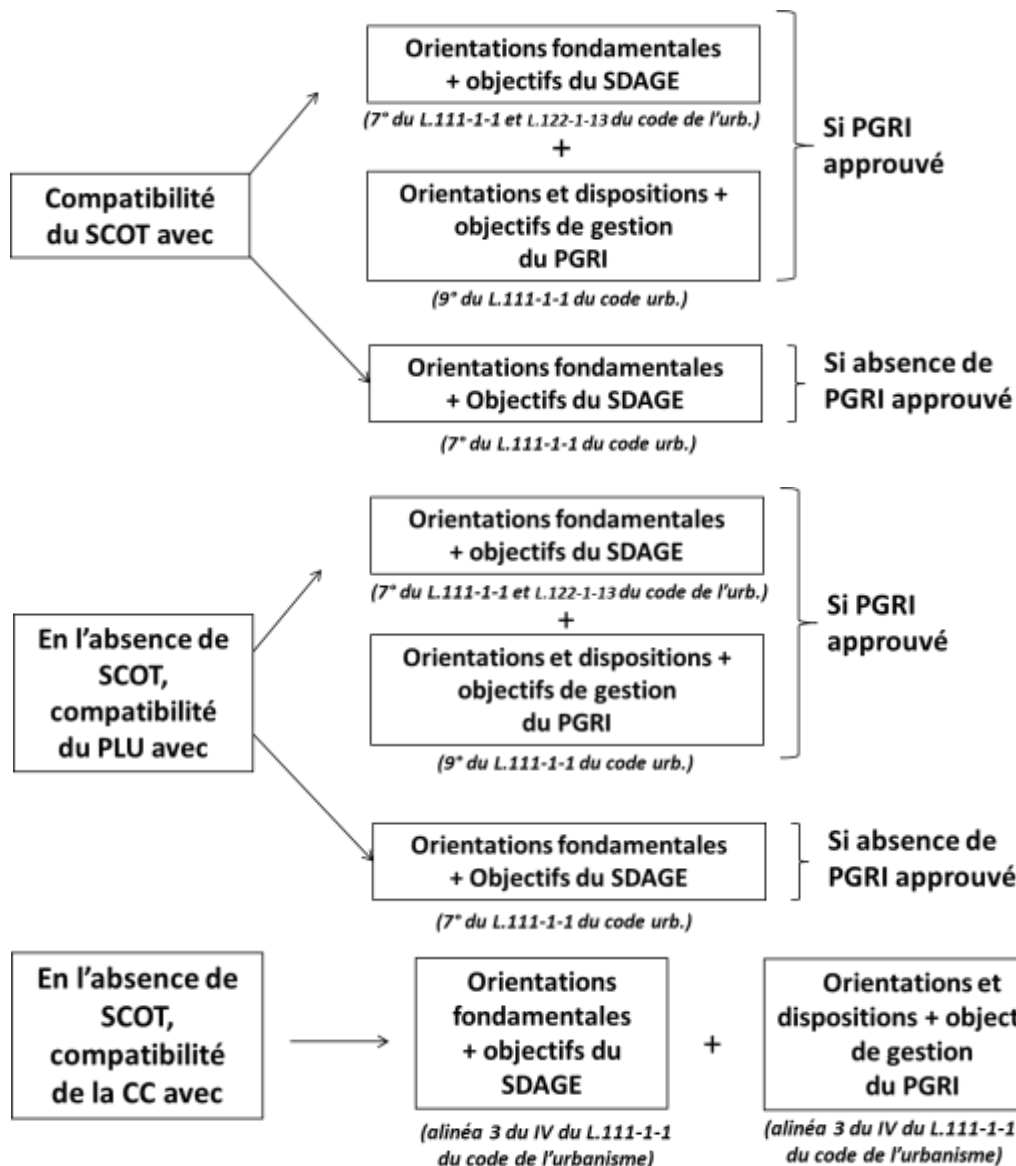 Orientations fondamentales
+ objectifs du SDAGE
(7° du L.111-1-1 et L.122-1-13 du code de l'urb.)
+
Si PGRI
approuvé
Compatibilité
du SCOT avec
Orientations et dispositions +
objectifs de gestion
du PGRI
(9° du L.111-1-1 du code urb.)
Orientations fondamentales
+ Objectifs du SDAGE
(7° du L.111-1-1 du code urb.)
Si absence de
PGRI approuvé
Orientations fondamentales
+ objectifs du SDAGE
(7° du L.111-1-1 et L.122-1-13 du code de l'urb.)
+
Si PGRI
approuvé
En l'absence de
SCOT,
compatibilité
du PLU avec
Orientations et dispositions +
objectifs de gestion
du PGRI
(9° du L.111-1-1 du code urb.)
Orientations fondamentales
+ Objectifs du SDAGE
(7° du L.111-1-1 du code urb.)
Si absence de
PGRI approuvé
En l'absence de
SCOT,
compatibilité
de la CC avec
Orientations
fondamentales
+ objectifs du
SDAGE
(alinéa 3 du IV du L.111-1-1
du code de l'urbanisme)
+
Orientations et
dispositions + object
de gestion
du PGRI
(alinéa 3 du IV du L.111-1-1
du code de l'urbanisme)